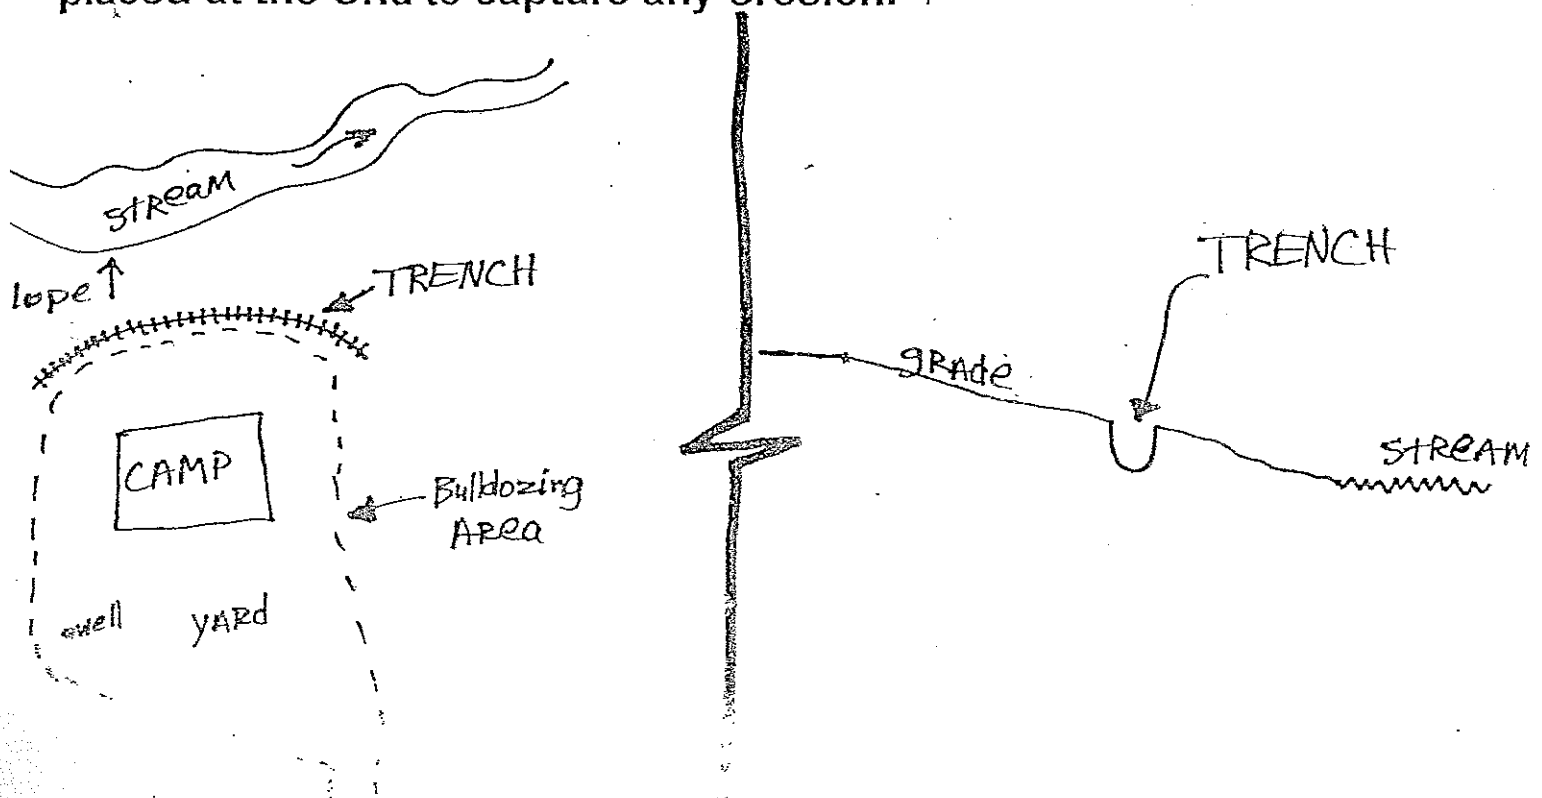 placed at the end to capture any erosion.
STReAM
lope
TRENCH
CAMP
Bulldozing
AREa
well
YARd
TRENCH
gRAde
StReAM